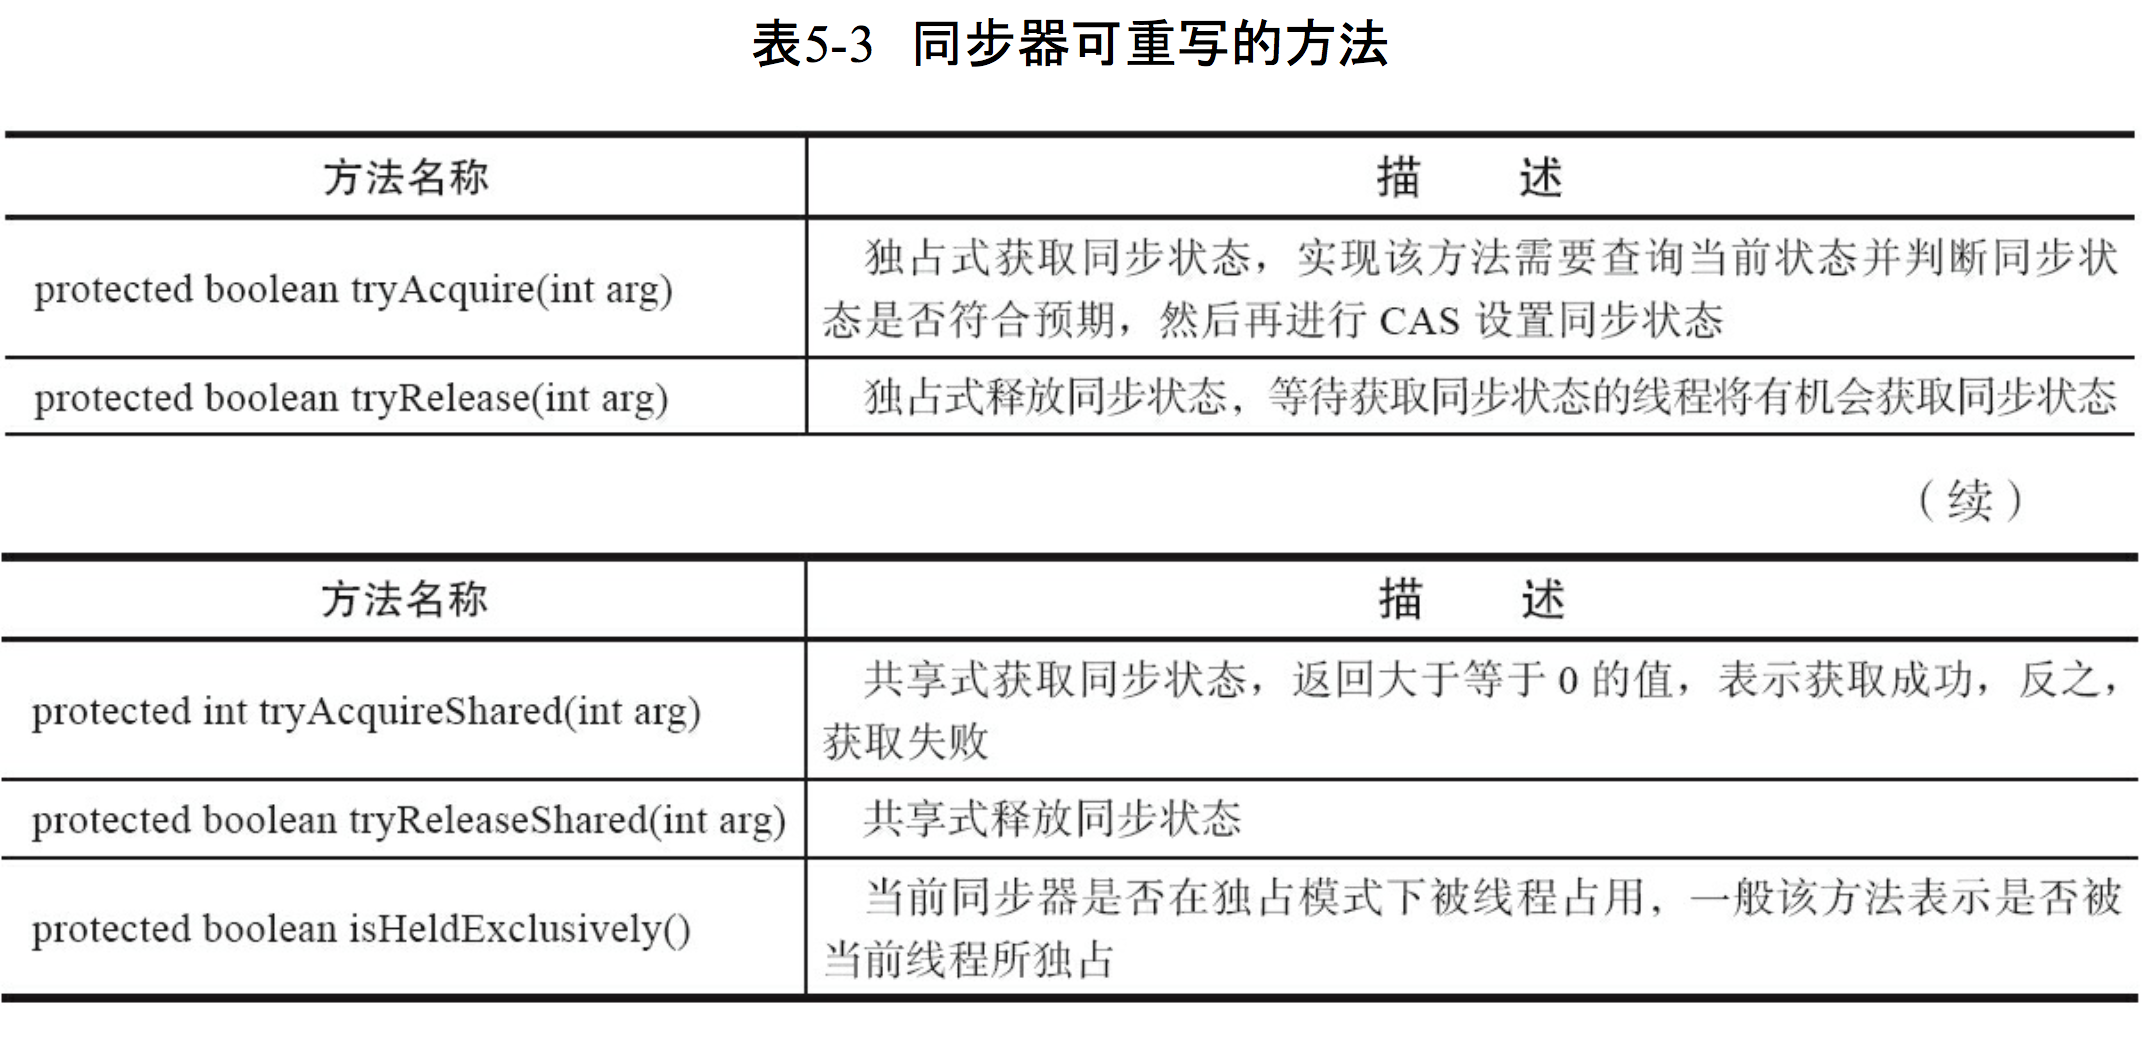 表5-3 同步器可重写的方法
方法名称
描 述
protected boolean tryAcquire(int arg)
独占式获取同步状态，实现该方法需要查询当前状态并判断同步状
态是否符合预期，然后再进行 CAS 设置同步状态
protected boolean tryRelease(int arg)
独占式释放同步状态，等待获取同步状态的线程将有机会获取同步状态
（续）
方法名称
描 述
protected int tryAcquireShared(int arg)
共享式获取同步状态，返回大于等于 0 的值，表示获取成功，反之，
获取失败
protected boolean tryReleaseShared(int arg)
共享式释放同步状态
protected boolean isHeldExclusively()
当前同步器是否在独占模式下被线程占用，一般该方法表示是否被
当前线程所独占